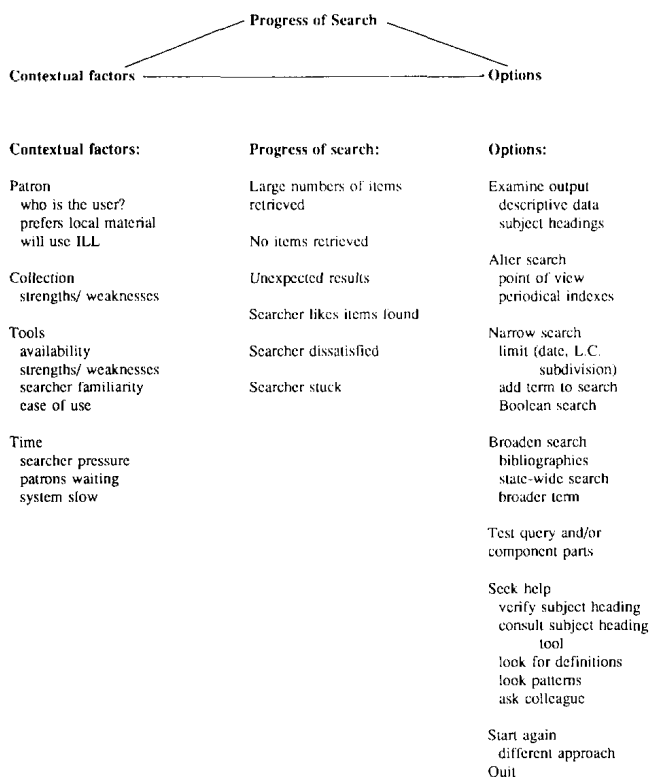 Progress of Search
Contextual factors
Options
Contextual factors:
Patron
who is the user?
prefers local material
will use ILL
Collection
strengths/ weaknesses
Tools
availability
strengths/ weaknesses
searcher familiarity
ease of use
Time
searcher pressure
patrons waiting
system slow
Progress of search:
Large numbers of items
retrieved
No items retrieved
Unexpected results
Searcher likes items found
Searcher dissatisfied
Searcher stuck
Options:
Examine output
descriptive data
subject headings
Alter search
point of view
periodical indexes
Narrow search
limit (date, L.C.
subdivision)
add term to search
Boolean search
Broaden search
bibliographies
state-wide search
broader term
Test query and/or
component parts
Seek help
verify subject heading
consult subject heading
tool
look for definitions
look patterns
ask colleague
Start again
different approach
Quit